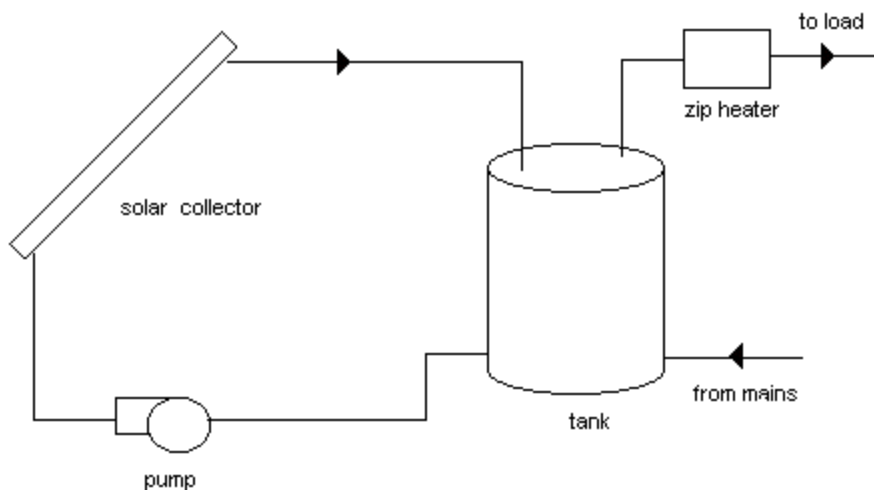 to load
zip heater
solar collector
from mains
tank
pump